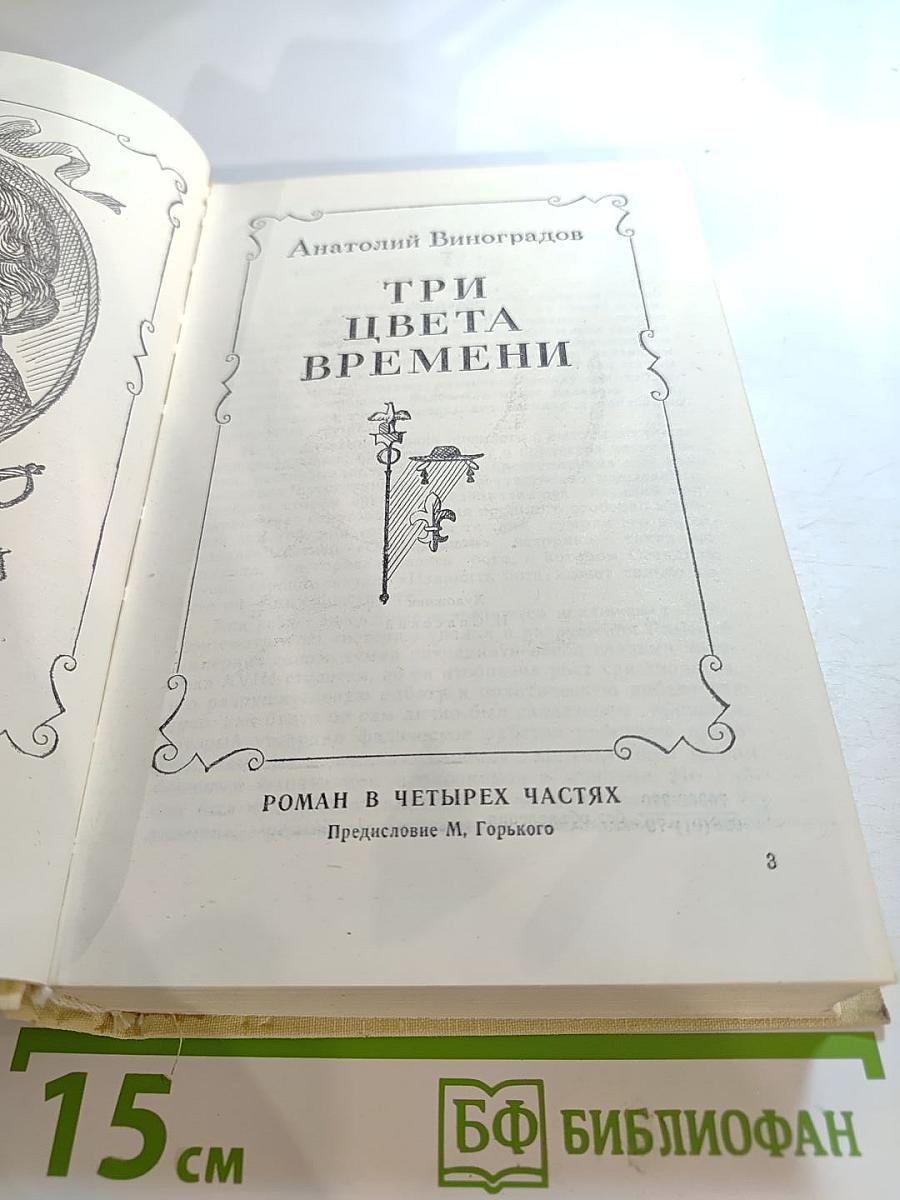 Анатолий Виноградов
ТРИ
ЦВЕТА
ВРЕМЕНИ
РОМАН В ЧЕТЫРЕХ ЧАСТЯХ
Предисловие М, Горького
3
15 см
БФ БИБЛИОФАН